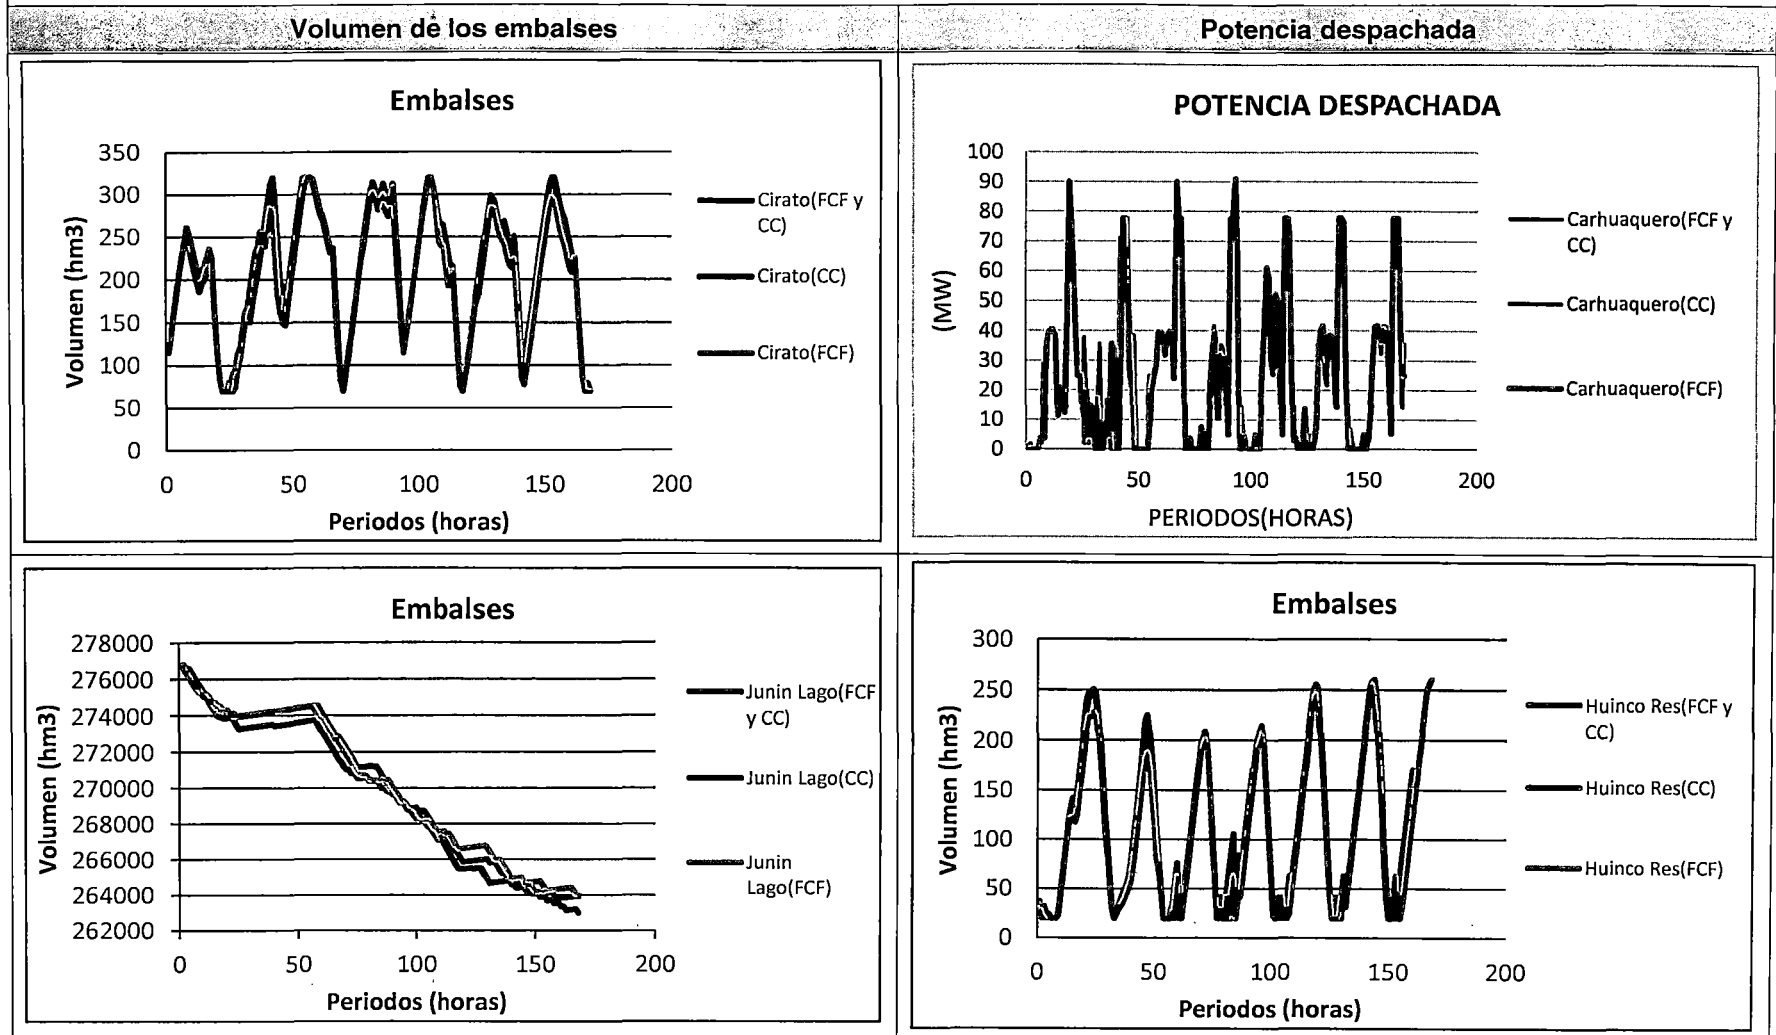 Volumen de los embalses
Potencia despachada
Embalses
350
300
250
200
150
100
50
0
Volumen (hm3)
0 50 100 150 200
Periodos (horas)
Cirato(FCF y
CC)
Cirato(CC)
Cirato(FCF)
POTENCIA DESPACHADA
100
90
80
70
60
50
40
30
20
10
0
(MW)
0 50 100 150 200
PERIODOS(HORAS)
Carhuaquero(FCF y
CC)
Carhuaquero(CC)
Carhuaquero(FCF)
Embalses
278000
276000
274000
272000
270000
268000
266000
264000
262000
Volumen (hm3)
0 50 100 150 200
Periodos (horas)
Junin Lago(FCF
y CC)
Junin Lago(CC)
Junin
Lago(FCF)
Embalses
300
250
200
150
100
50
0
Volumen (hm3)
0 50 100 150 200
Periodos (horas)
Huinco Res(FCF y
CC)
Huinco Res(CC)
Huinco Res(FCF)